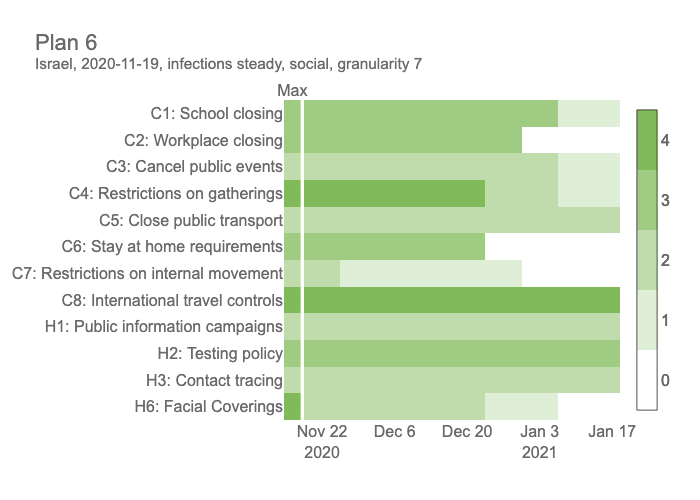 Plan 6
Israel, 2020-11-19, infections steady, social, granularity 7
Max
C1: School closing
C2: Workplace closing
C3: Cancel public events
C4: Restrictions on gatherings
C5: Close public transport
C6: Stay at home requirements
C7: Restrictions on internal movement
C8: International travel controls
H1: Public information campaigns
H2: Testing policy
H3: Contact tracing
H6: Facial Coverings
Nov 22 Dec 6 Dec 20 Jan 3 Jan 17
2020 2021
4
3
2
1
0